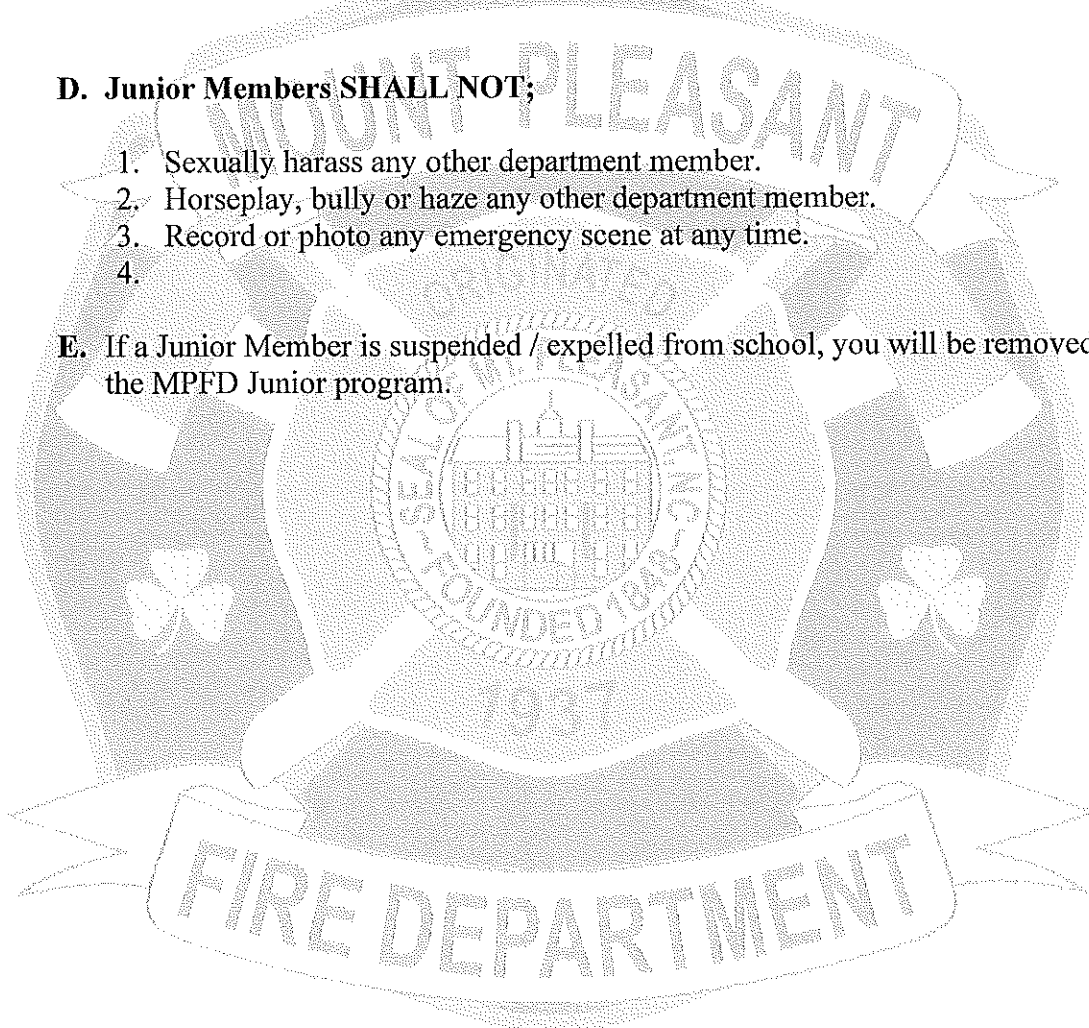 MOUNT PLEASANT
D. Junior Members SHALL NOT;
1. Sexually harass any other department member.
2. Horseplay, bully or haze any other department member.
3. Record or photo any emergency scene at any time.
4.
E. If a Junior Member is suspended / expelled from school, you will be removed
the MPFD Junior program.
SEAL OF MT. PLEASANT NC
FOUNDED 1848
1937
FIRE DEPARTMENT